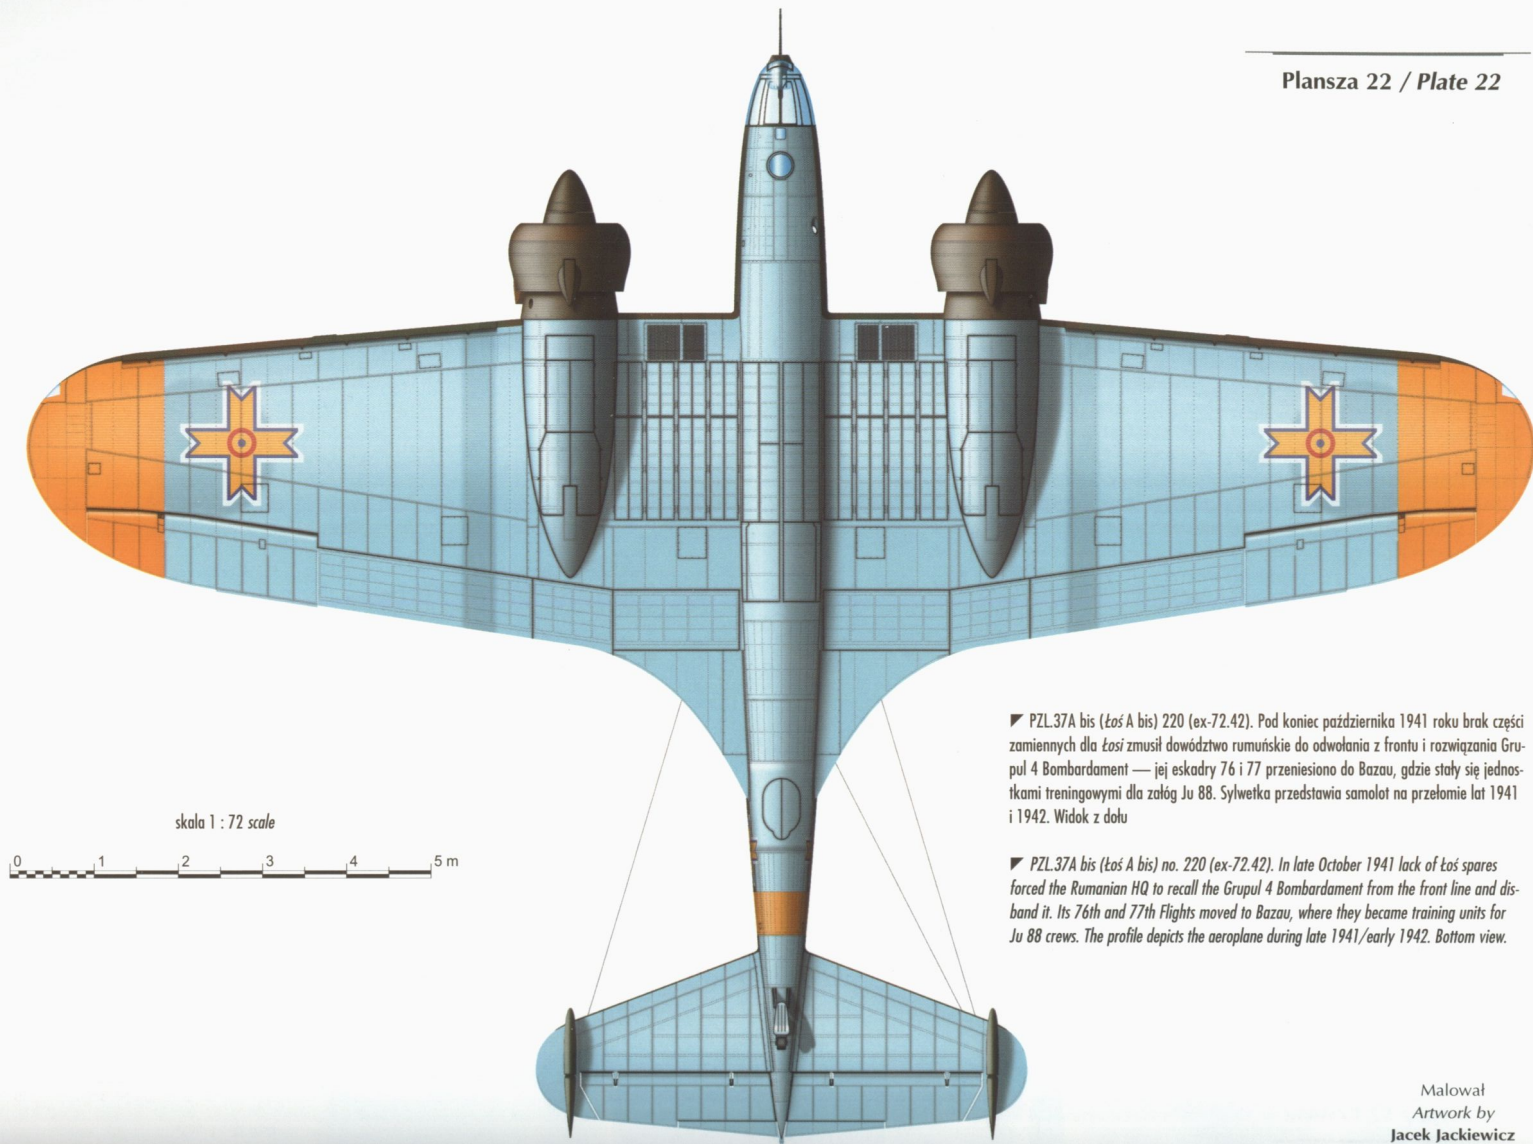 Plansza 22 / Plate 22
▼ PZL.37A bis (Łoś A bis) 220 (ex-72.42). Pod koniec października 1941 roku brak części
zamiennych dla Łosi zmusił dowództwo rumuńskie do odwołania z frontu i rozwiązania Gru-
pul 4 Bombardament — jej eskadry 76 i 77 przeniesiono do Bazau, gdzie stały się jednos-
tkami treningowymi dla załóg Ju 88. Sylwetka przedstawia samolot na przełomie lat 1941
i 1942. Widok z dołu
skala 1 : 72 scale
0 1 2 3 4 5 m
▼ PZL.37A bis (Łoś A bis) no. 220 (ex-72.42). In late October 1941 lack of Łoś spares
forced the Rumanian HQ to recall the Grupul 4 Bombardament from the front line and dis-
band it. Its 76th and 77th Flights moved to Bazau, where they became training units for
Ju 88 crews. The profile depicts the aeroplane during late 1941/early 1942. Bottom view.
Malował
Artwork by
Jacek Jackiewicz